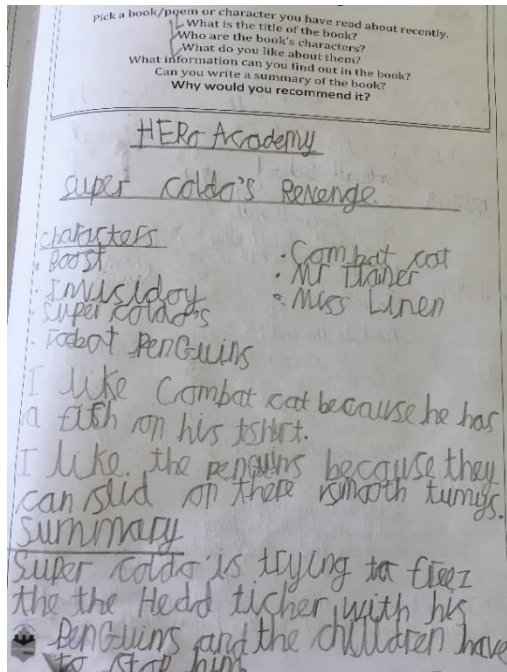 Pick a book/poem or character you have read about recently.
What is the title of the book?
Who are the book's characters?
What do you like about them?
What information can you find out in the book?
Can you write a summary of the book?
Why would you recommend it?
HERo Academy
super coldo's Revenge
characters
· Boost
Invisiboy
· super coldo's
· robot penGuins
· Combat cat
· Mr Trainer
· Miss Linen
I like Combat cat because he has
a fish on his tshirt.
I like. the penguins because they
can slid on there smooth tumys.
Summary
Super coldo is trying to freez
the the Hedd ticher with his
PenGuins and the children have
to stop him